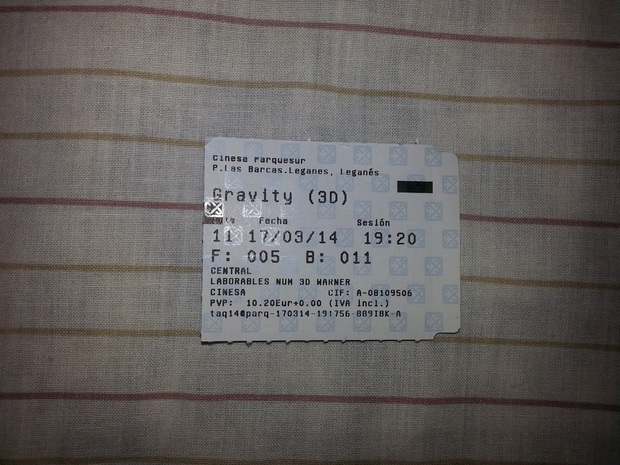 Cinesa Parquesur
P.Las Barcas.Leganes, Leganés
Gravity (3D)
Fecha Sesión
11 17/03/14 19:20
F: 005 B: 011
CENTRAL
LABORABLES NUM 3D WARNER
CINESA CIF: A-08109506
PVP: 10.20Eur+0.00 (IVA incl.)
taq14@parq-170314-191756-889IBK-A